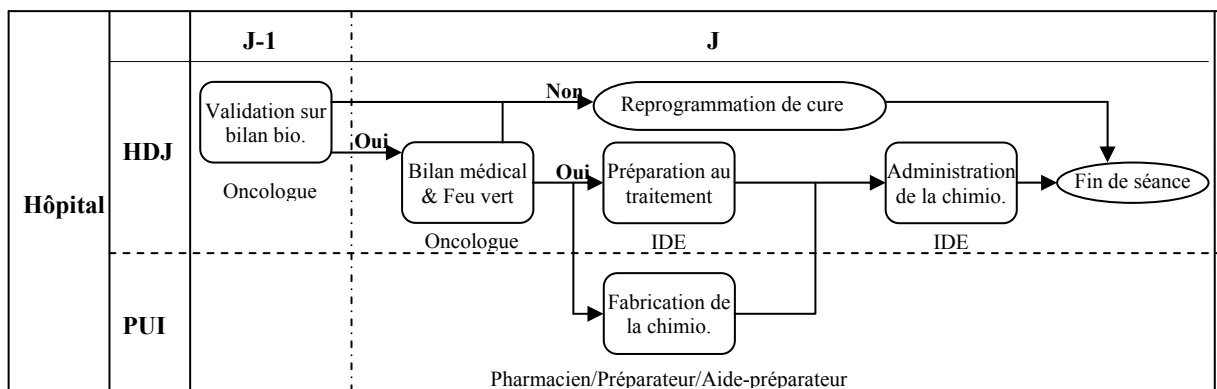 J-1
J
Hôpital
HDJ
Validation sur
bilan bio.
Oncologue
Non
Reprogrammation de cure
Oui
Bilan médical
& Feu vert
Oncologue
Oui
Préparation au
traitement
IDE
Administration
de la chimio.
IDE
Fin de séance
PUI
Fabrication de
la chimio.
Pharmacien/Préparateur/Aide-préparateur